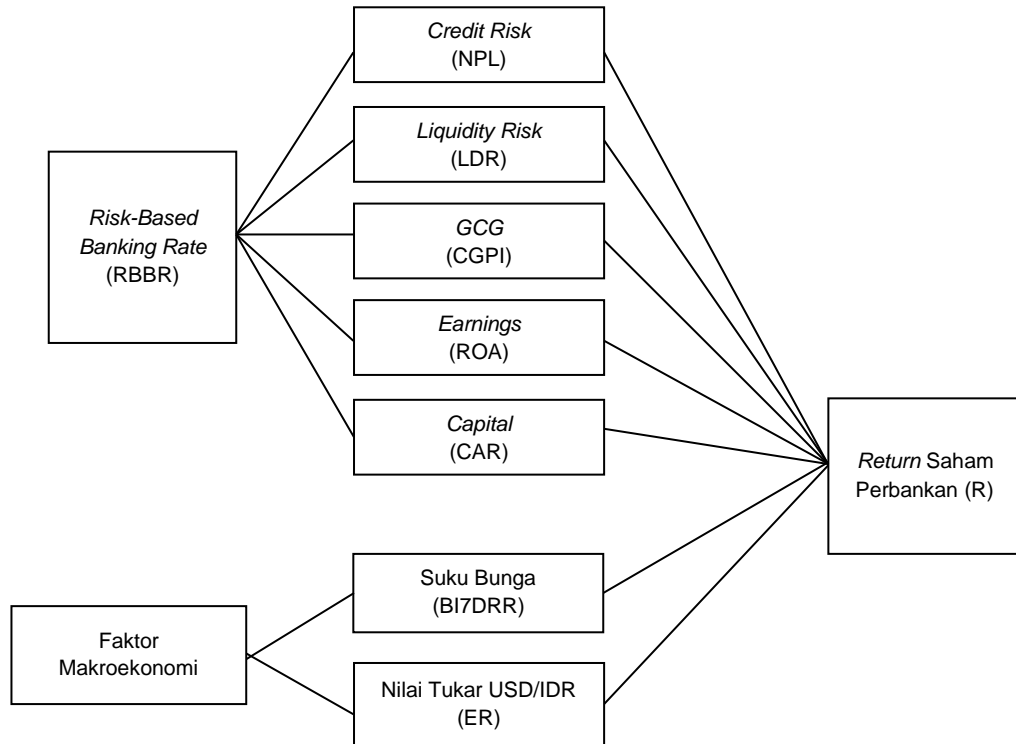 Credit Risk
(NPL)
Liquidity Risk
(LDR)
Risk-Based
Banking Rate
(RBBR)
GCG
(CGPI)
Earnings
(ROA)
Capital
(CAR)
Return Saham
Perbankan (R)
Suku Bunga
(BI7DRR)
Faktor
Makroekonomi
Nilai Tukar USD/IDR
(ER)